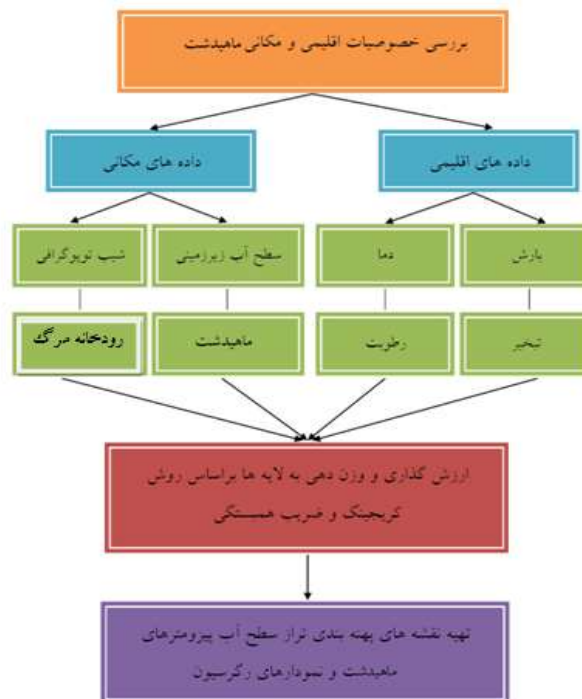 بررسی خصوصیات اقلیمی و مکانی ماهیدشت
داده های اقلیمی
داده های مکانی
بارش
دما
سطح آب زیرزمینی
شیب توپوگرافی
تبخیر
رطوبت
ماهیدشت
رودخانه مرگ
ارزش گذاری و وزن دهی به لایه ها براساس روش
کریجینگ و ضریب همبستگی
تهیه نقشه های پهنه بندی تراز سطح آب پیزومترهای
ماهیدشت و نمودارهای رگرسیون